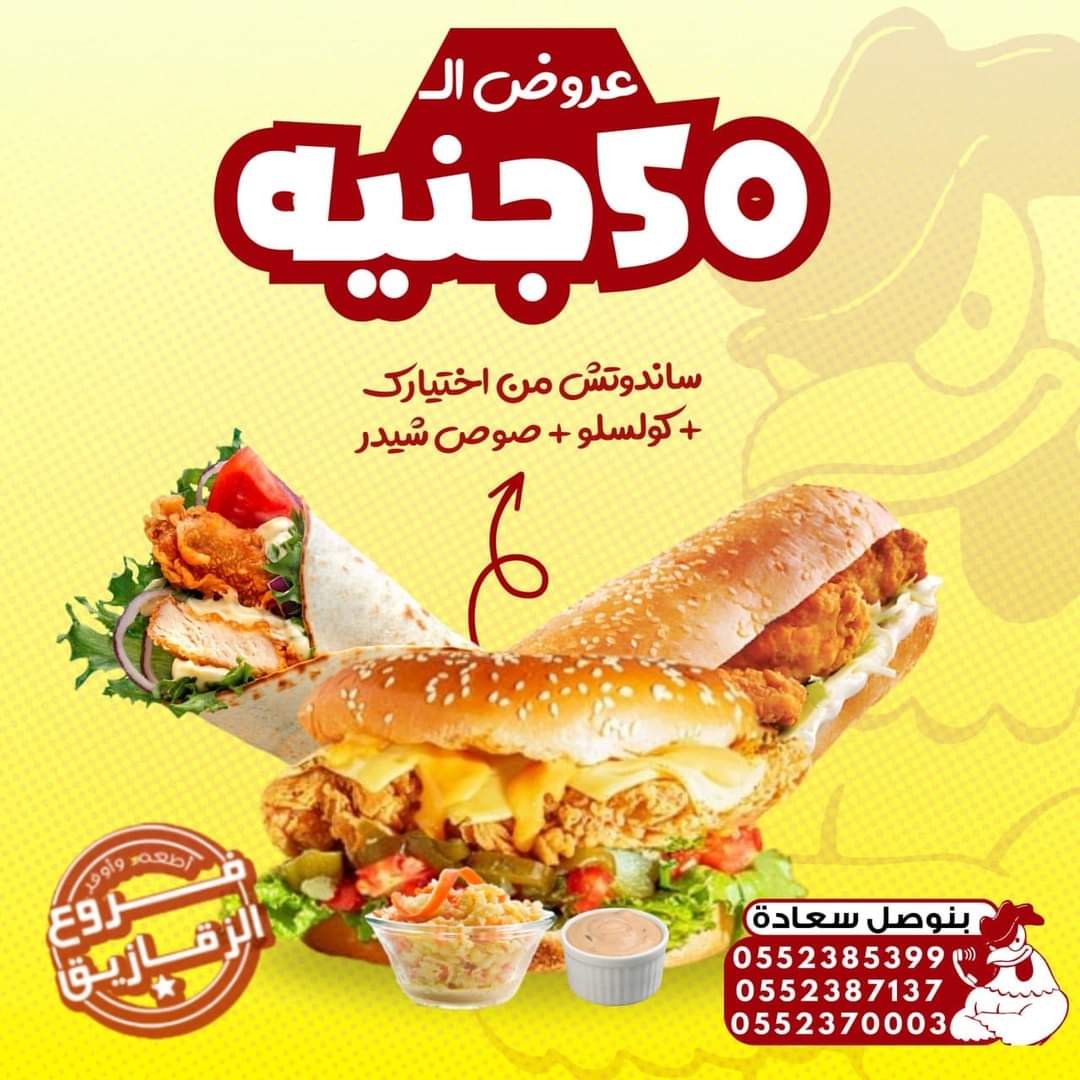 عروض الـ
50 جنيه
ساندوتش من اختيارك
+ كولسلو + صوص شيدر
أطعم وأوفر
فروع
الزقازيق
بنوصل سعادة
0552385399
0552387137
0552370003